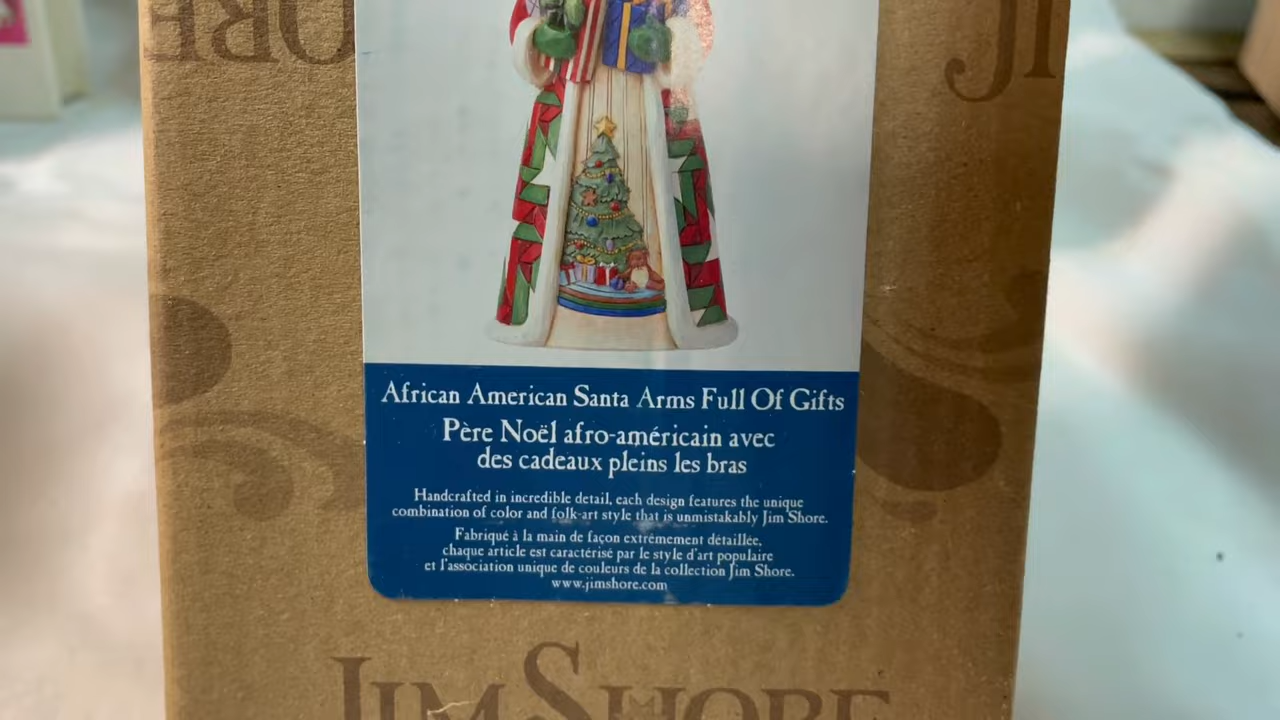 ORE
JI
African American Santa Arms Full Of Gifts
Père Noël afro-américain avec
des cadeaux pleins les bras
Handcrafted in incredible detail, each design features the unique
combination of color and folk-art style that is unmistakably Jim Shore.
Fabriqué à la main de façon extrêmement détaillée,
chaque article est caractérisé par le style d'art populaire
et l'association unique de couleurs de la collection Jim Shore.
www.jimshore.com
JIM SHORE